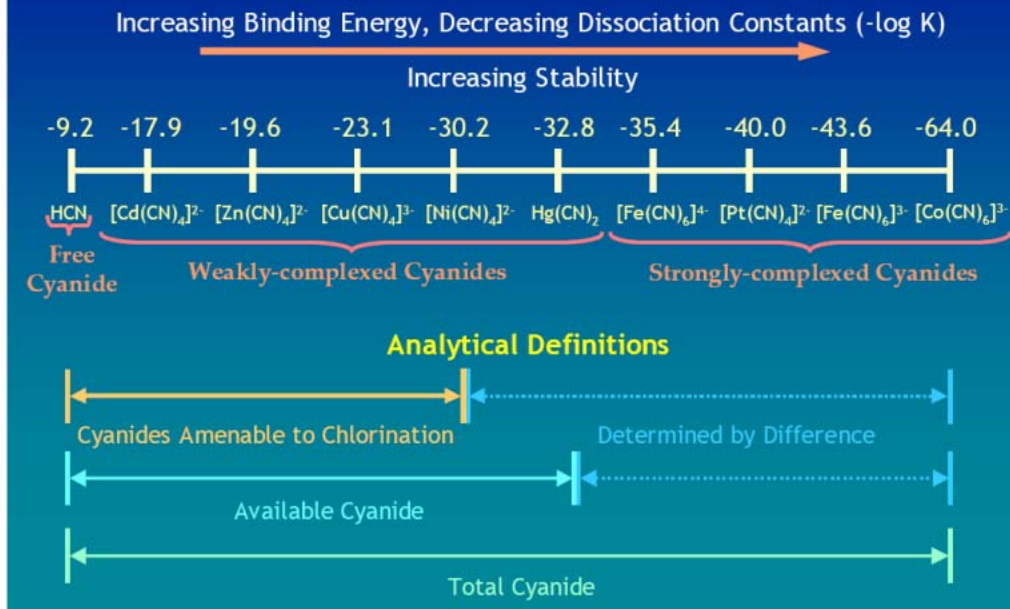 Increasing Binding Energy, Decreasing Dissociation Constants (-log K)
Increasing Stability
-9.2 -17.9 -19.6 -23.1 -30.2 -32.8 -35.4 -40.0 -43.6 -64.0
HCN [Cd(CN)₄]²⁻ [Zn(CN)₄]²⁻ [Cu(CN)₄]³⁻ [Ni(CN)₄]²⁻ Hg(CN)₂ [Fe(CN)₆]⁴⁻ [Pt(CN)₄]²⁻ [Fe(CN)₆]³⁻ [Co(CN)₆]³⁻
Free
Cyanide
Weakly-complexed Cyanides
Strongly-complexed Cyanides
Analytical Definitions
Cyanides Amenable to Chlorination
Determined by Difference
Available Cyanide
Total Cyanide